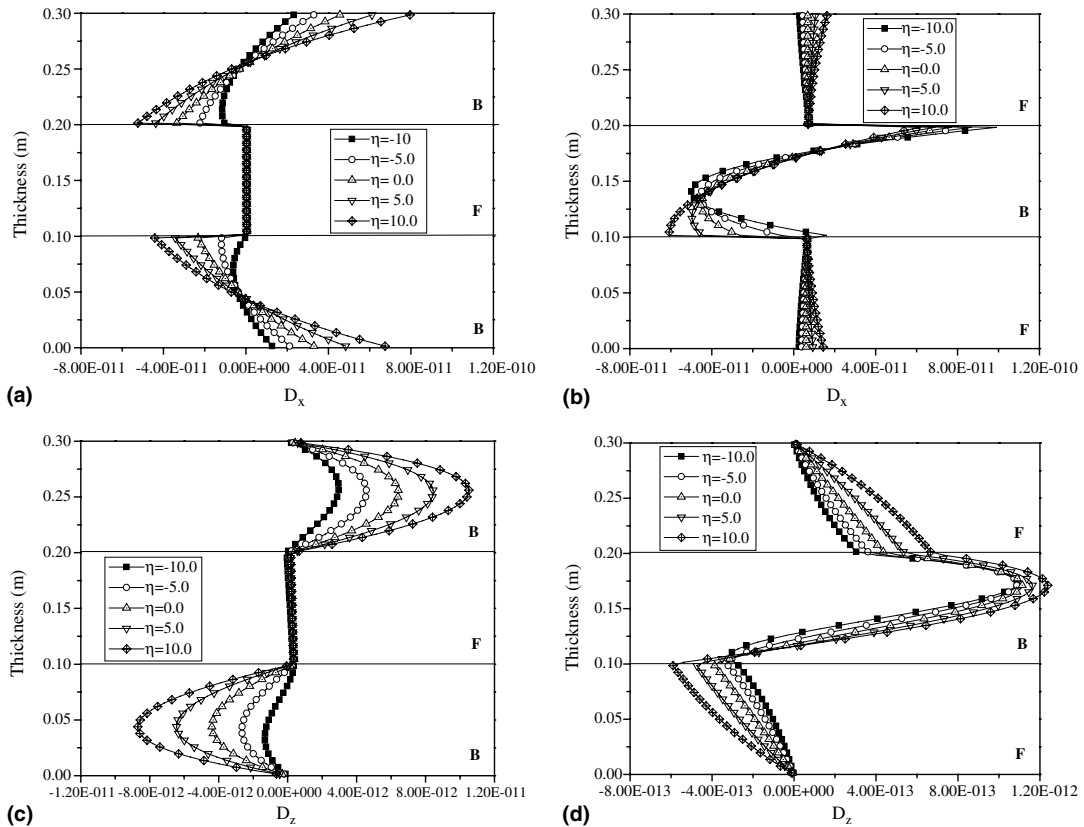 0.30
0.25
0.20
0.15
0.10
0.05
0.00
Thickness (m)
B
F
B
η=-10
η=-5.0
η= 0.0
η= 5.0
η=10.0
-8.00E-011 -4.00E-011 0.00E+000 4.00E-011 8.00E-011 1.20E-010
(a)
D_x
0.30
0.25
0.20
0.15
0.10
0.05
0.00
Thickness (m)
η=-10.0
η=-5.0
η=0.0
η=5.0
η=10.0
F
B
F
-8.00E-011 -4.00E-011 0.00E+000 4.00E-011 8.00E-011 1.20E-010
(b)
D_x
0.30
0.25
0.20
0.15
0.10
0.05
0.00
Thickness (m)
B
F
B
η=-10.0
η=-5.0
η=0.0
η=5.0
η=10.0
-1.20E-011 -8.00E-012 -4.00E-012 0.00E+000 4.00E-012 8.00E-012 1.20E-011
(c)
D_z
0.30
0.25
0.20
0.15
0.10
0.05
0.00
Thickness (m)
η=-10.0
η=-5.0
η=0.0
η=5.0
η=10.0
F
B
F
-8.00E-013 -4.00E-013 0.00E+000 4.00E-013 8.00E-013 1.20E-012
(d)
D_z